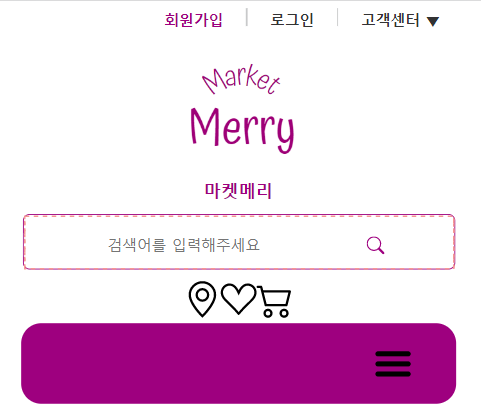 회원가입 로그인 고객센터 ▼
Market
Merry
마켓메리
검색어를 입력해주세요